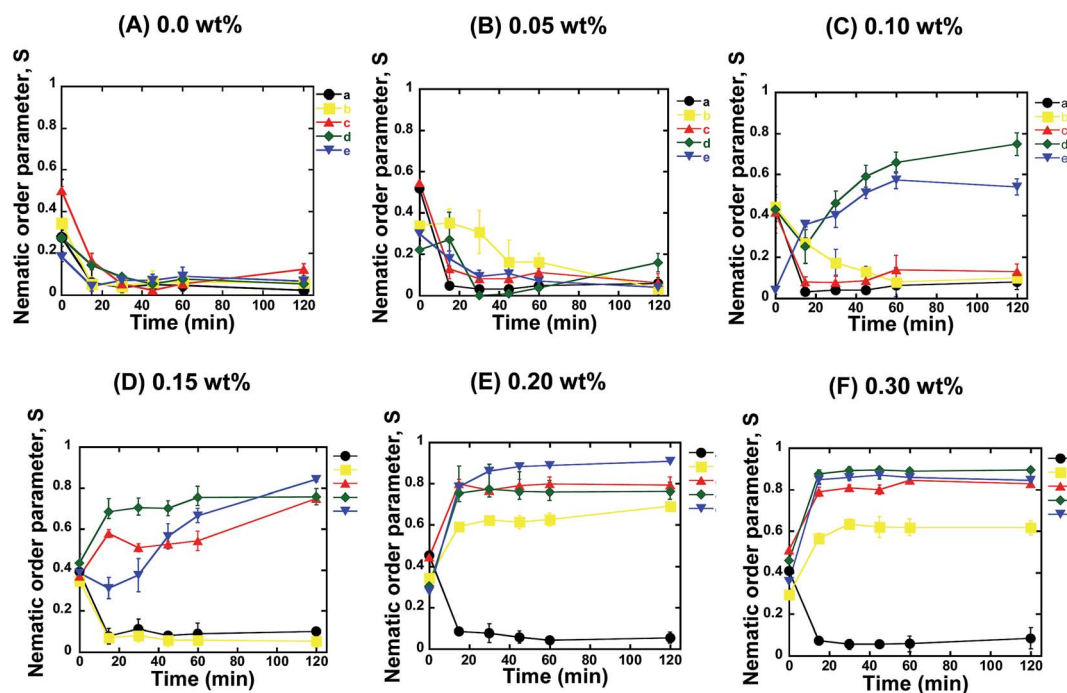 (A) 0.0 wt%
Nematic order parameter, S
1
0.8
0.6
0.4
0.2
0
0 20 40 60 80 100 120
Time (min)
a
b
c
d
e
(B) 0.05 wt%
Nematic order parameter, S
1
0.8
0.6
0.4
0.2
0
0 20 40 60 80 100 120
Time (min)
a
b
c
d
e
(C) 0.10 wt%
Nematic order parameter, S
1
0.8
0.6
0.4
0.2
0
0 20 40 60 80 100 120
Time (min)
a
b
c
d
e
(D) 0.15 wt%
Nematic order parameter, S
1
0.8
0.6
0.4
0.2
0
0 20 40 60 80 100 120
Time (min)
(E) 0.20 wt%
Nematic order parameter, S
1
0.8
0.6
0.4
0.2
0
0 20 40 60 80 100 120
Time (min)
(F) 0.30 wt%
Nematic order parameter, S
1
0.8
0.6
0.4
0.2
0
0 20 40 60 80 100 120
Time (min)